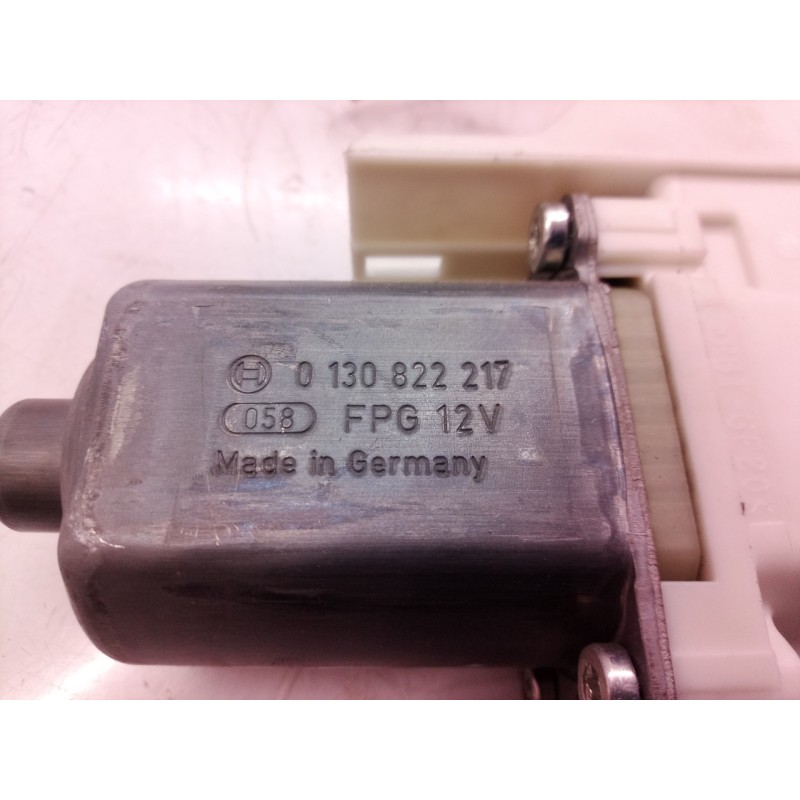 0 130 822 217
058 FPG 12V
Made in Germany